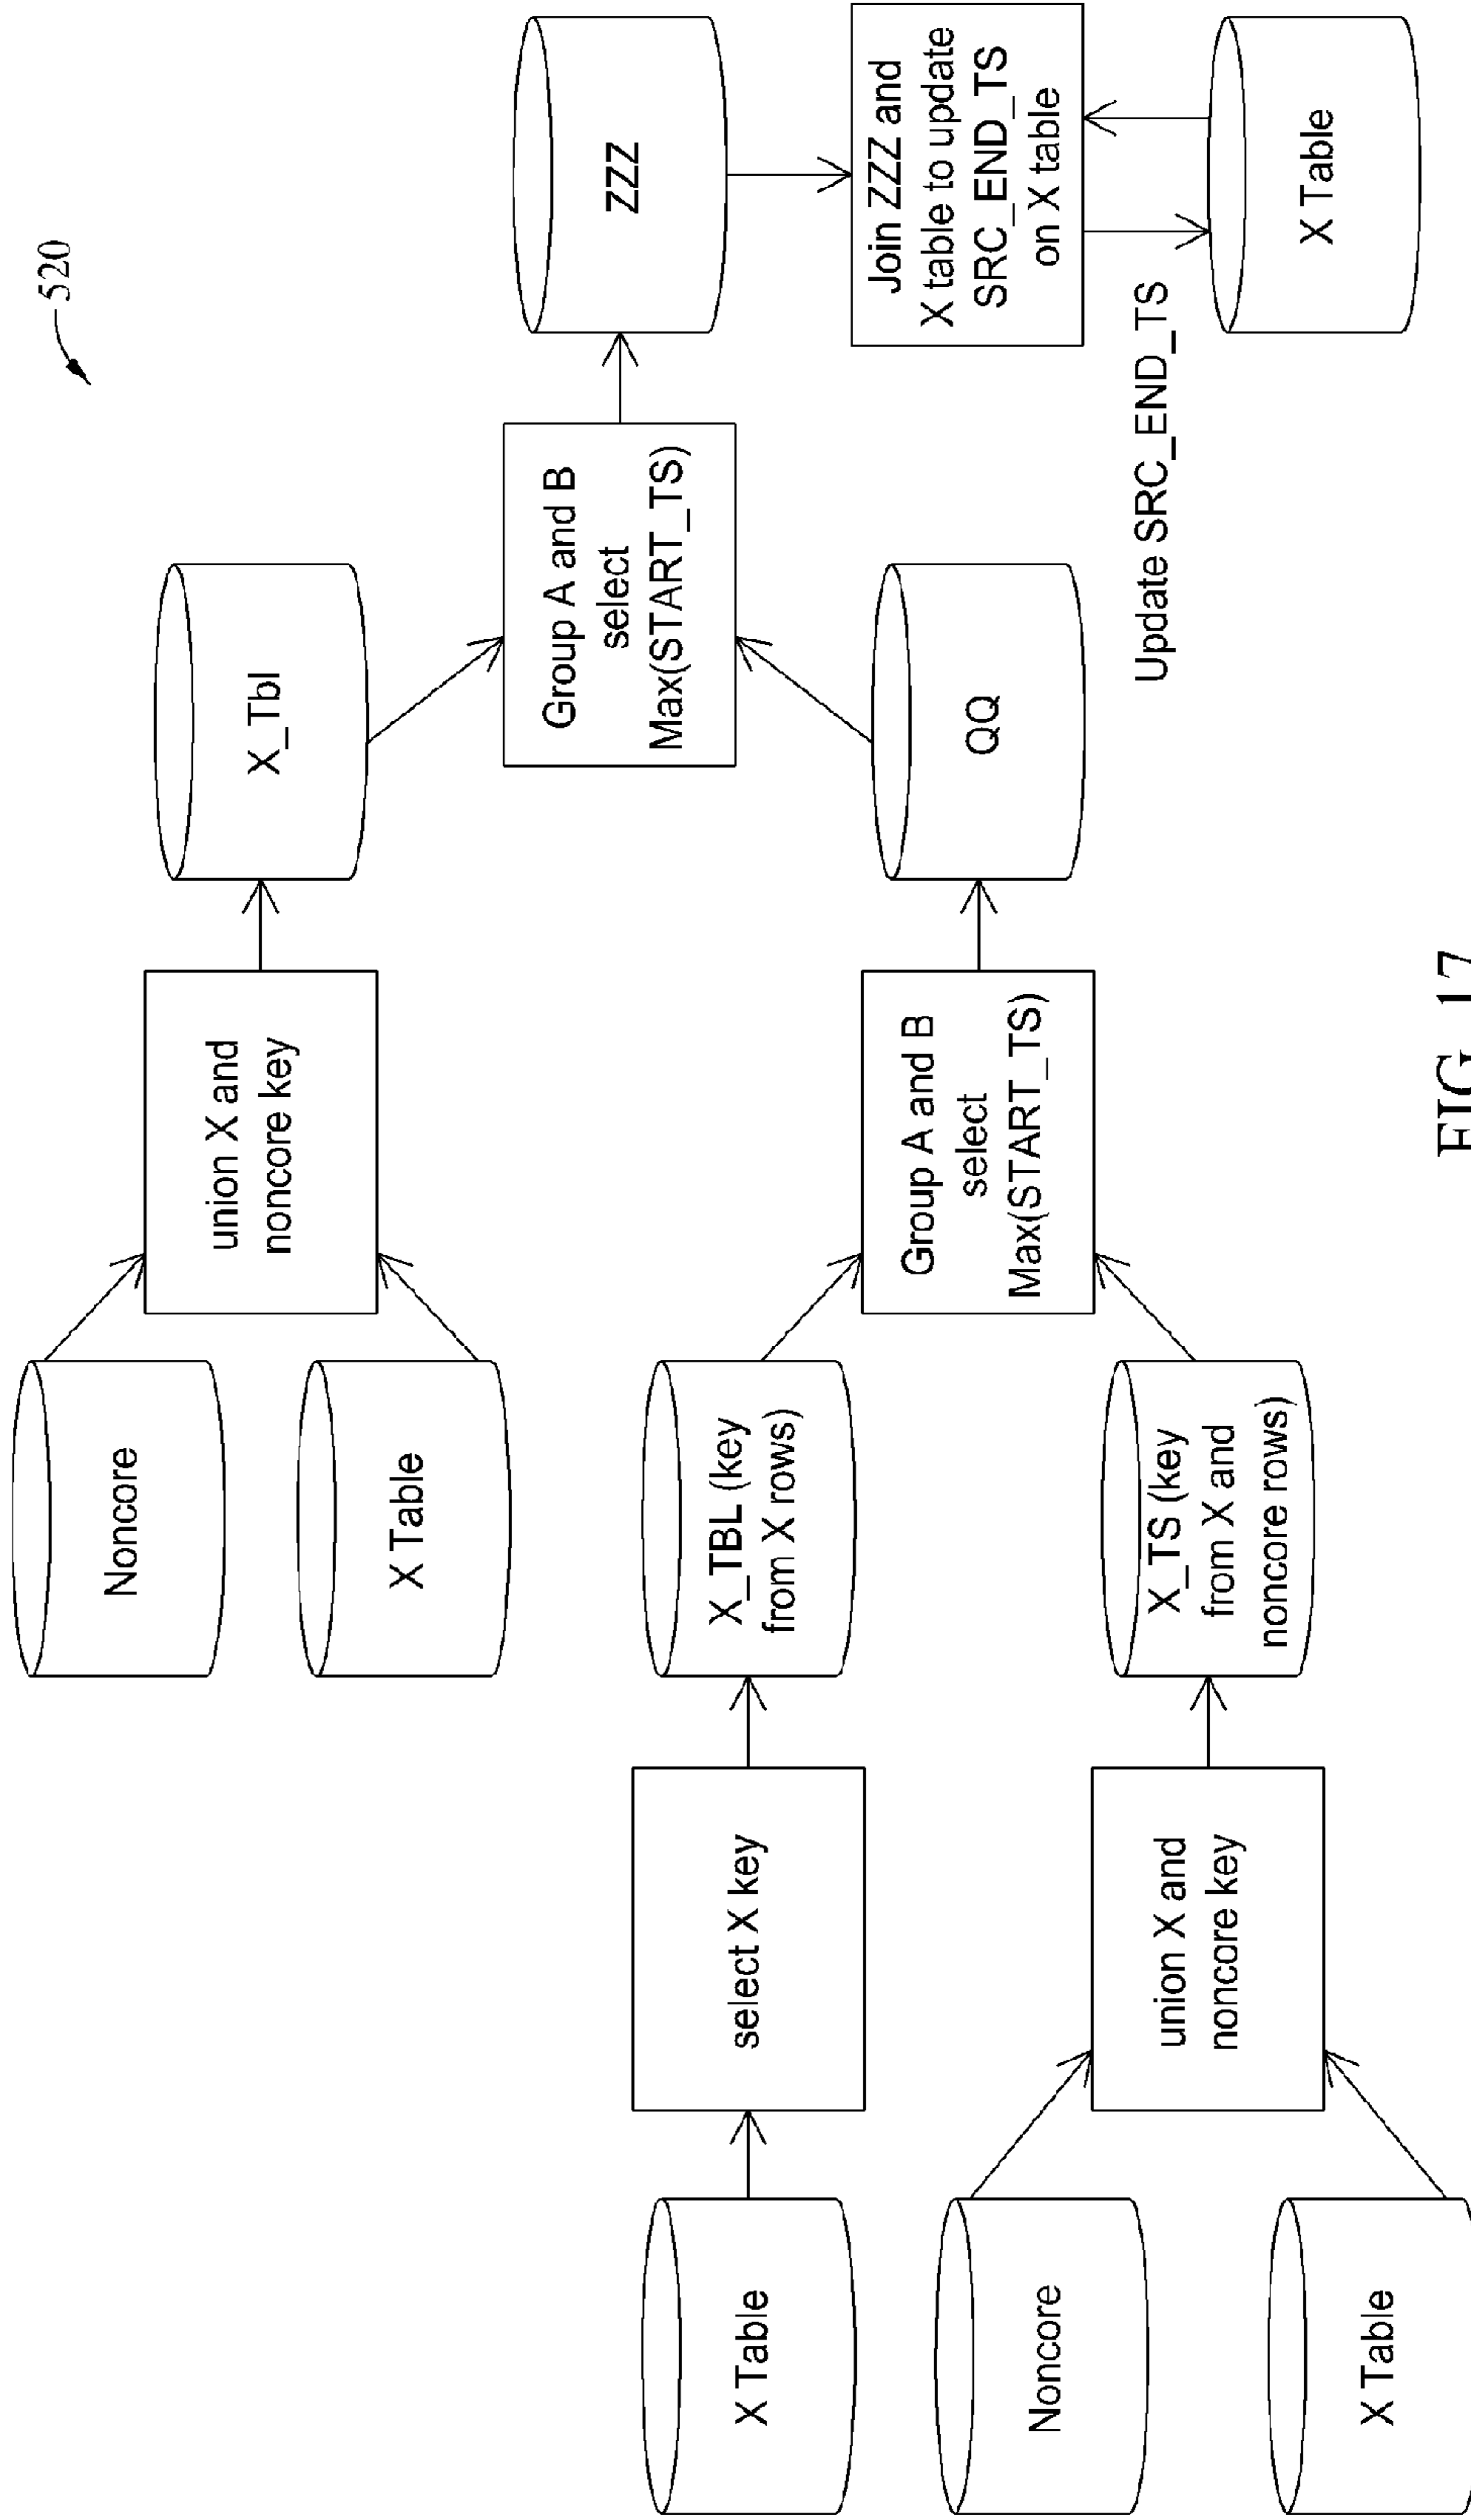 520
Noncore
X Table
union X and
noncore key
X_Tbl
X Table
select X key
X_TBL (key
from X rows)
Noncore
X Table
union X and
noncore key
X_TS (key
from X and
noncore rows)
Group A and B
select
Max(START_TS)
QQ
Group A and B
select
Max(START_TS)
ZZZ
Join ZZZ and
X table to update
SRC_END_TS
on X table
Update SRC_END_TS
X Table
FIG. 17